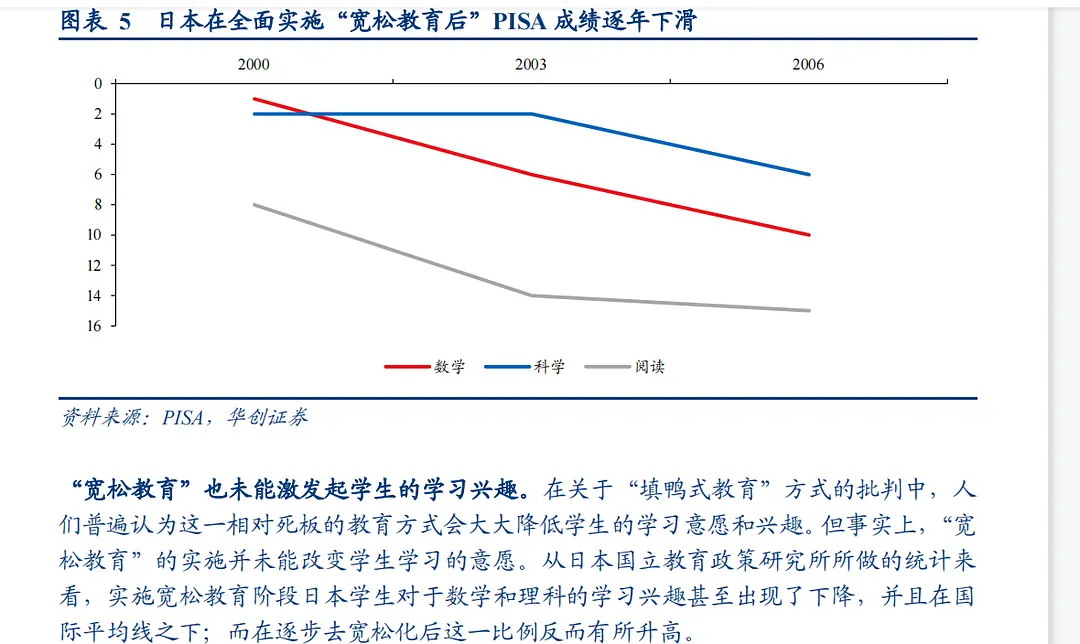 图表 5 日本在全面实施“宽松教育后”PISA 成绩逐年下滑
2000 2003 2006
0
2
4
6
8
10
12
14
16
数学 科学 阅读
资料来源：PISA，华创证券
“宽松教育”也未能激发起学生的学习兴趣。在关于“填鸭式教育”方式的批判中，人
们普遍认为这一相对死板的教育方式会大大降低学生的学习意愿和兴趣。但事实上，“宽
松教育”的实施并未能改变学生学习的意愿。从日本国立教育政策研究所所做的统计来
看，实施宽松教育阶段日本学生对于数学和理科的学习兴趣甚至出现了下降，并且在国
际平均线之下；而在逐步去宽松化后这一比例反而有所升高。